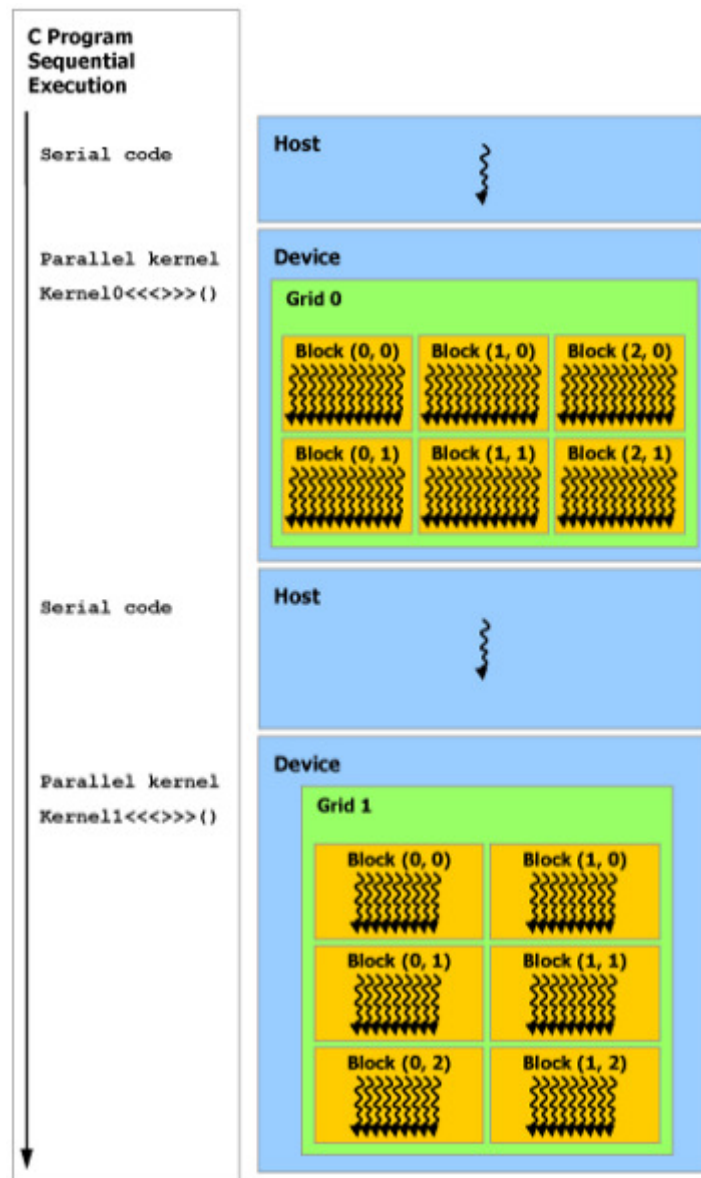 C Program
Sequential
Execution
Serial code
Host
Parallel kernel
Kernel0<<<>>>()
Device
Grid 0
Block (0, 0)
Block (1, 0)
Block (2, 0)
Block (0, 1)
Block (1, 1)
Block (2, 1)
Serial code
Host
Parallel kernel
Kernel1<<<>>>()
Device
Grid 1
Block (0, 0)
Block (1, 0)
Block (0, 1)
Block (1, 1)
Block (0, 2)
Block (1, 2)